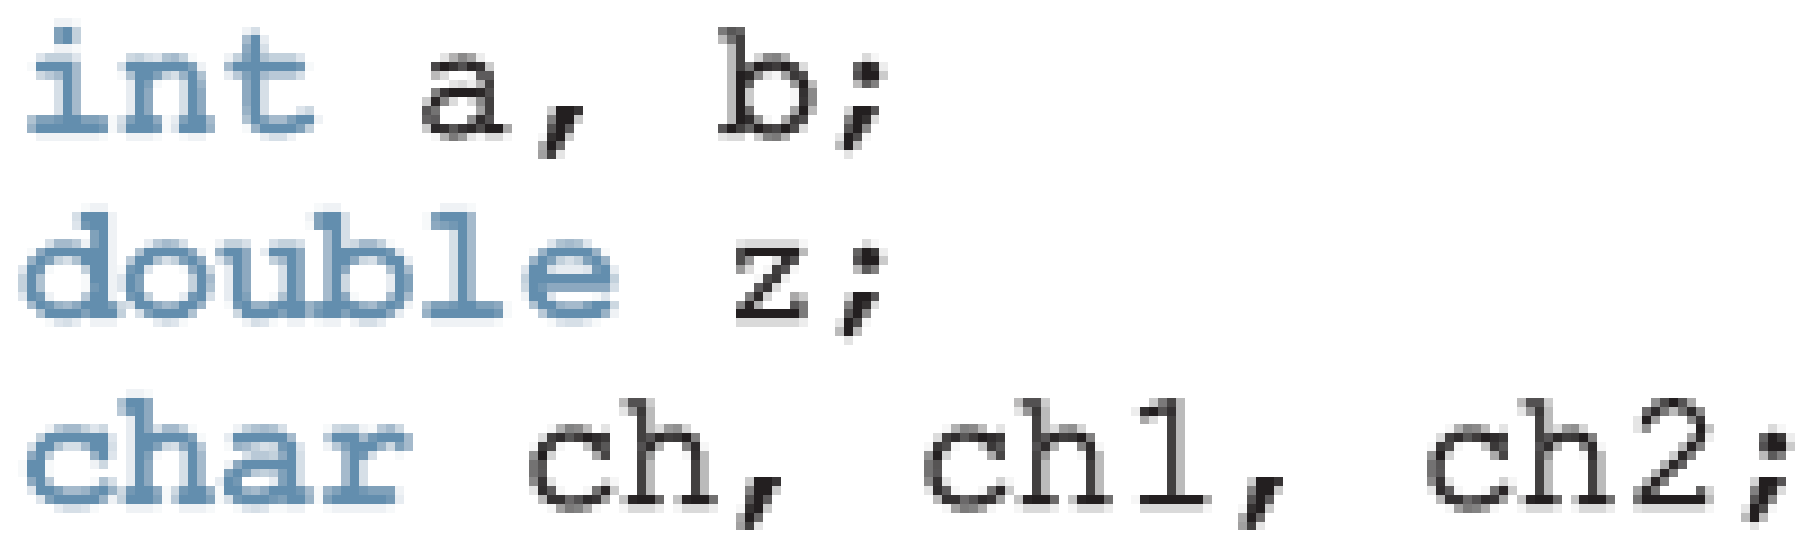 int a, b;
double z;
char ch, ch1, ch2;